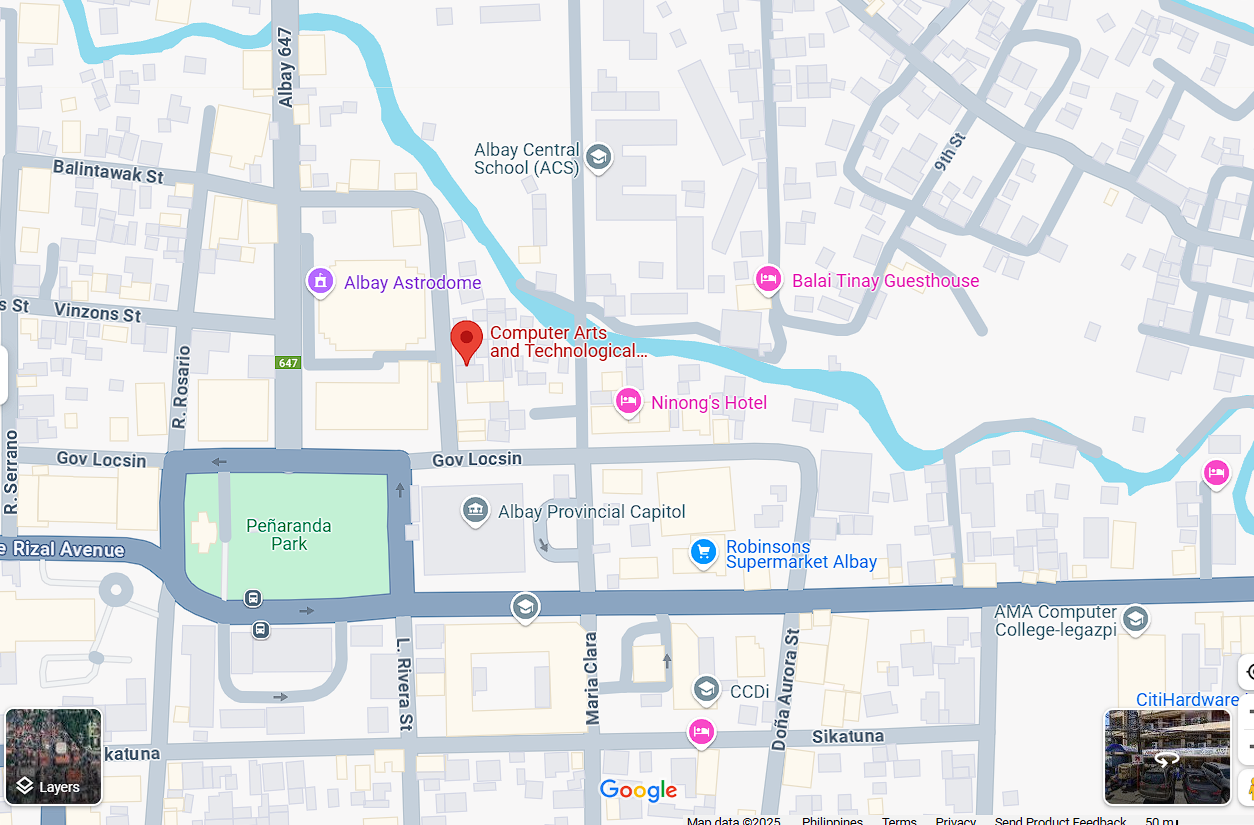 Albay 647
Albay Central
School (ACS)
9th St
Balintawak St
Albay Astrodome
Balai Tinay Guesthouse
s St
Vinzons St
Computer Arts
and Technological...
647
R. Rosario
Ninong's Hotel
R. Serrano
Gov Locsin
Gov Locsin
Peñaranda
Park
Albay Provincial Capitol
Robinsons
Supermarket Albay
e Rizal Avenue
AMA Computer
College-legazpi
L. Rivera St
Maria Clara
Doña Aurora St
CCDi
CitiHardware
Sikatuna
katuna
Layers
Google
Map data ©2025
Philippines
Terms
Privacy
Send Product Feedback
50 m